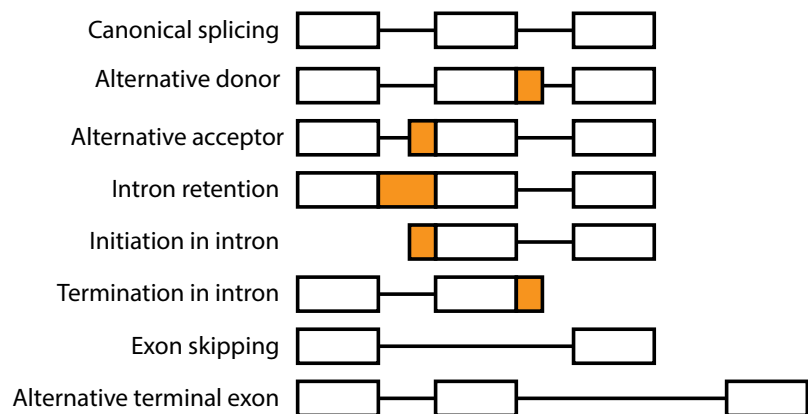 Canonical splicing
Alternative donor
Alternative acceptor
Intron retention
Initiation in intron
Termination in intron
Exon skipping
Alternative terminal exon